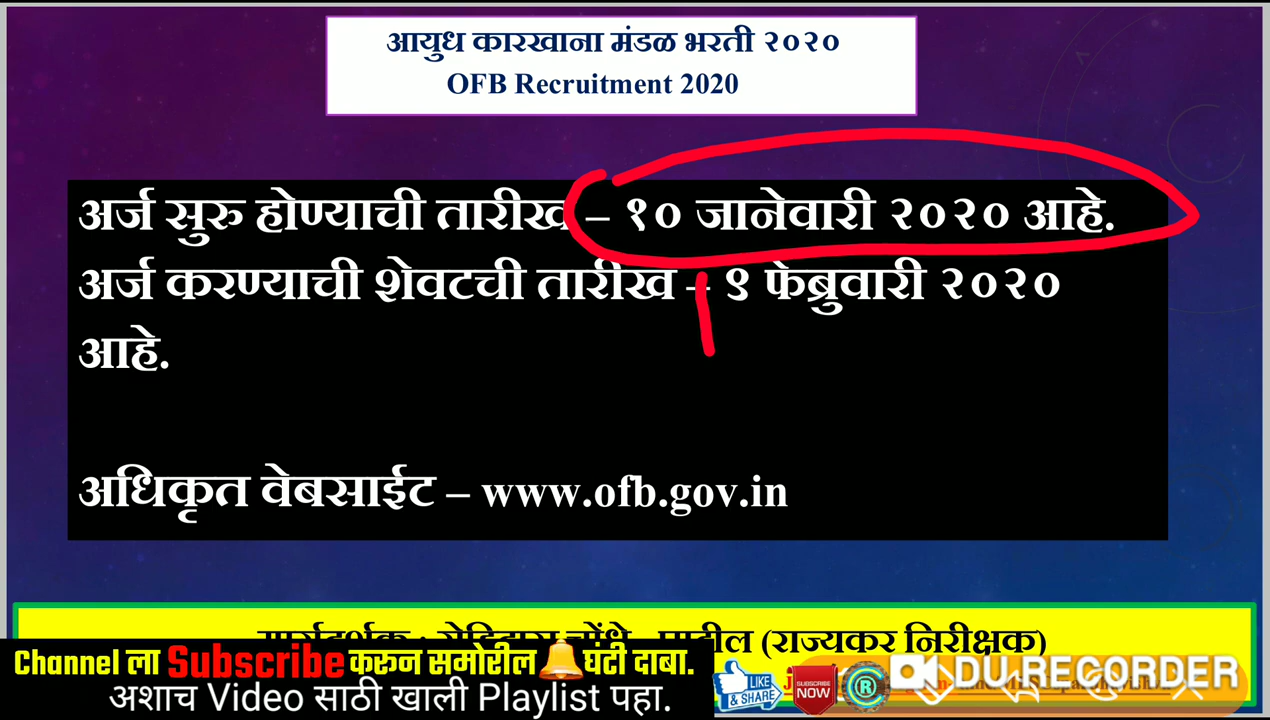 आयुध कारखाना मंडळ भरती २०२०
OFB Recruitment 2020
अर्ज सुरु होण्याची तारीख – १० जानेवारी २०२० आहे.
अर्ज करण्याची शेवटची तारीख – ९ फेब्रुवारी २०२०
आहे.
अधिकृत वेबसाईट – www.ofb.gov.in
(राज्यकर निरीक्षक)
Channel ला Subscribe करून समोरील घंटी दाबा.
अशाच Video साठी खाली Playlist पहा.
LIKE & SHARE
SUBSCRIBE NOW
R
DU RECORDER